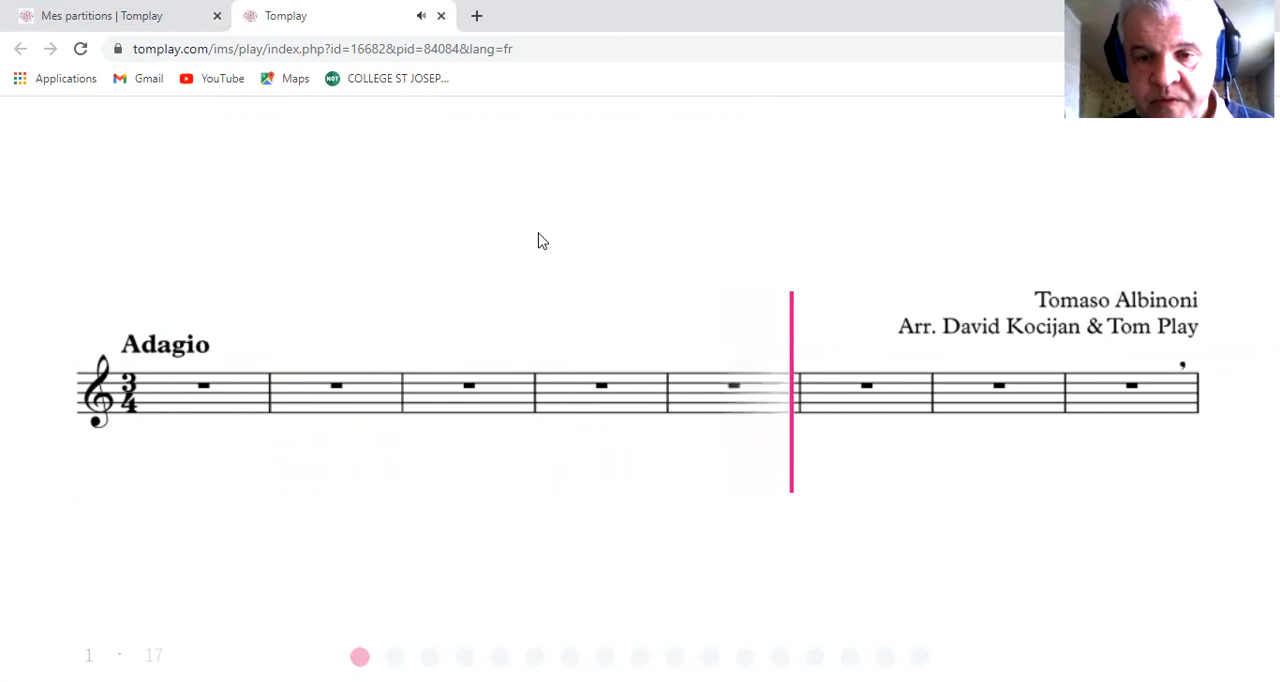 Mes partitions | Tomplay
Tomplay
tomplay.com/ims/play/index.php?id=16682&pid=84084&lang=fr
Applications
Gmail
YouTube
Maps
NOT
COLLEGE ST JOSEP...
Tomaso Albinoni
Arr. David Kocijan & Tom Play
Adagio
3
4
1 - 17